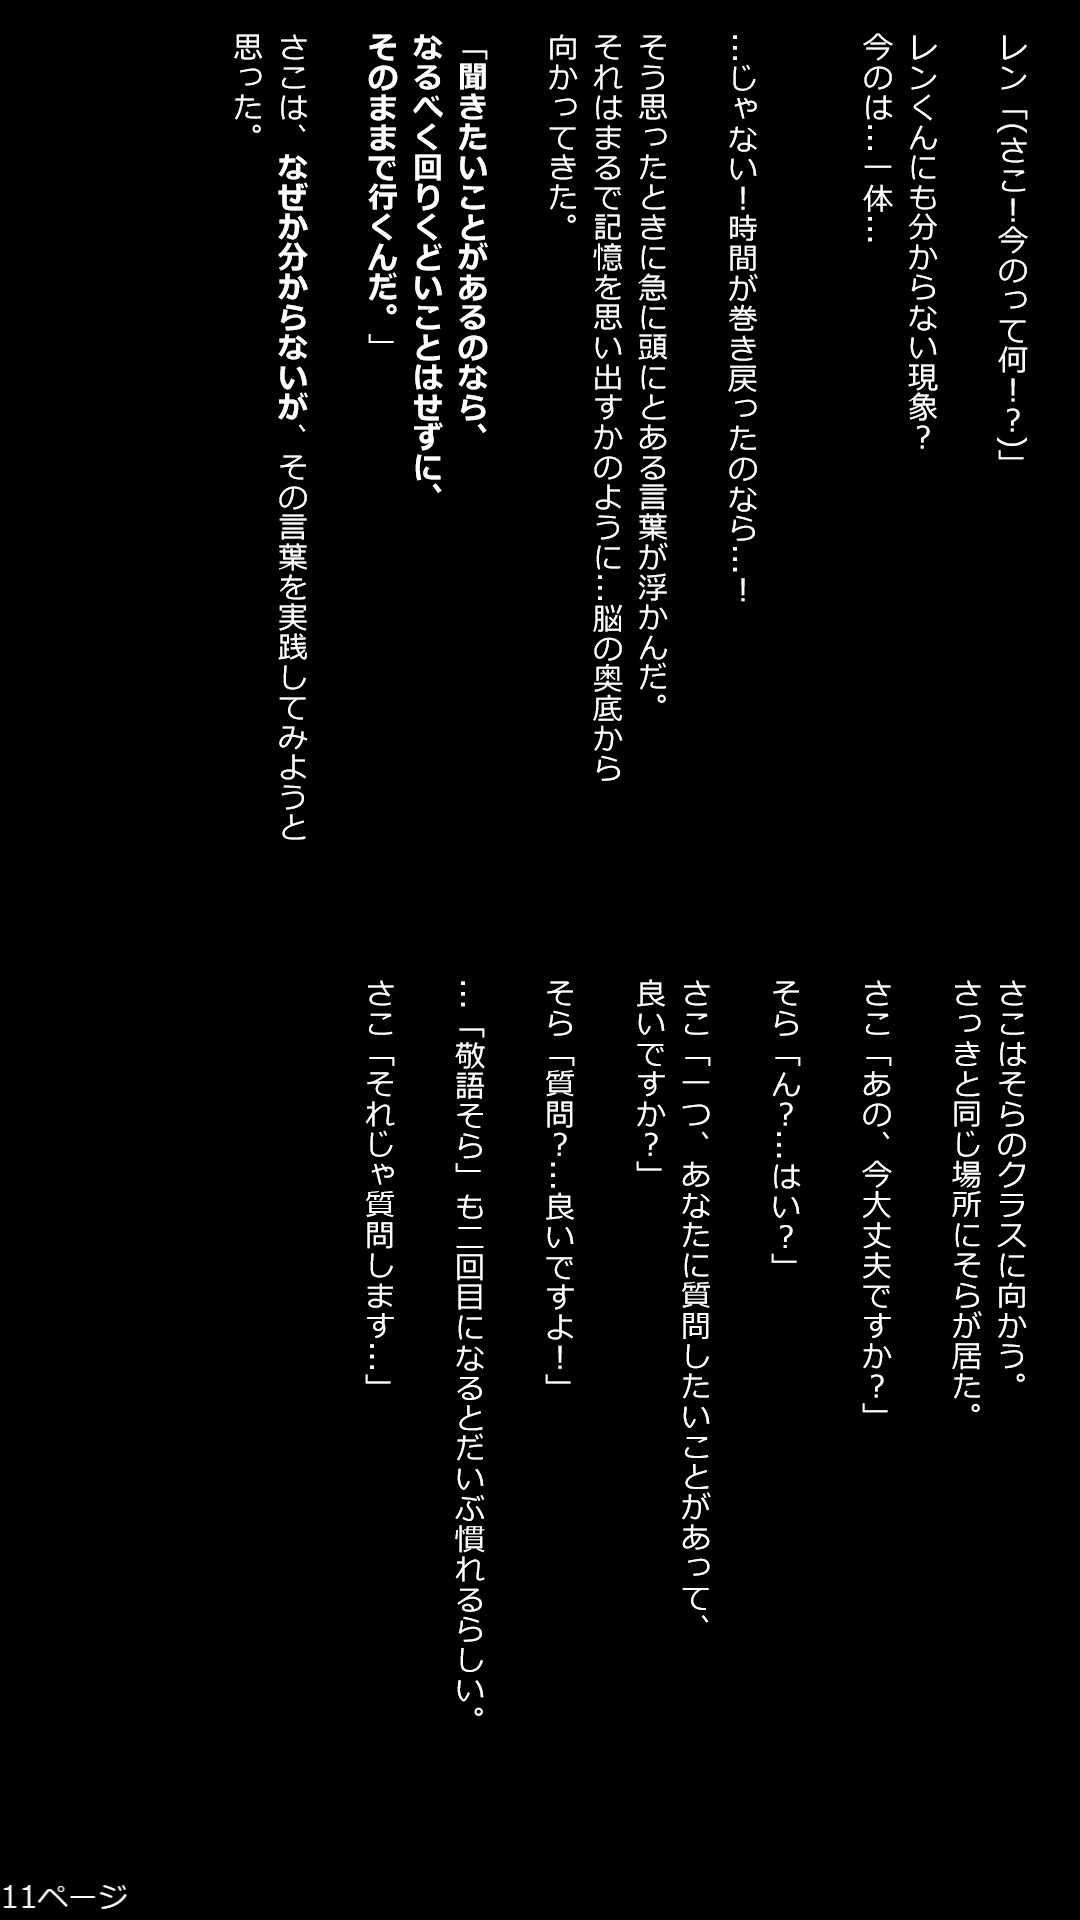 レン「(さこ！今のって何！？)」
レンくんにも分からない現象？
今のは…一体…
…じゃない！時間が巻き戻ったのなら…！
そう思ったときに急に頭にとある言葉が浮かんだ。
それはまるで記憶を思い出すかのように…脳の奥底から
向かってきた。
「聞きたいことがあるのなら、
なるべく回りくどいことはせずに、
そのままで行くんだ。」
さこは、なぜか分からないが、その言葉を実践してみようと
思った。
さこはそらのクラスに向かう。
さっきと同じ場所にそらが居た。
さこ「あの、今大丈夫ですか？」
そら「ん？…はい？」
さこ「一つ、あなたに質問したいことがあって、
良いですか？」
そら「質問？…良いですよ！」
…「敬語そら」も二回目になるとだいぶ慣れるらしい。
さこ「それじゃ質問します…」
11ページ